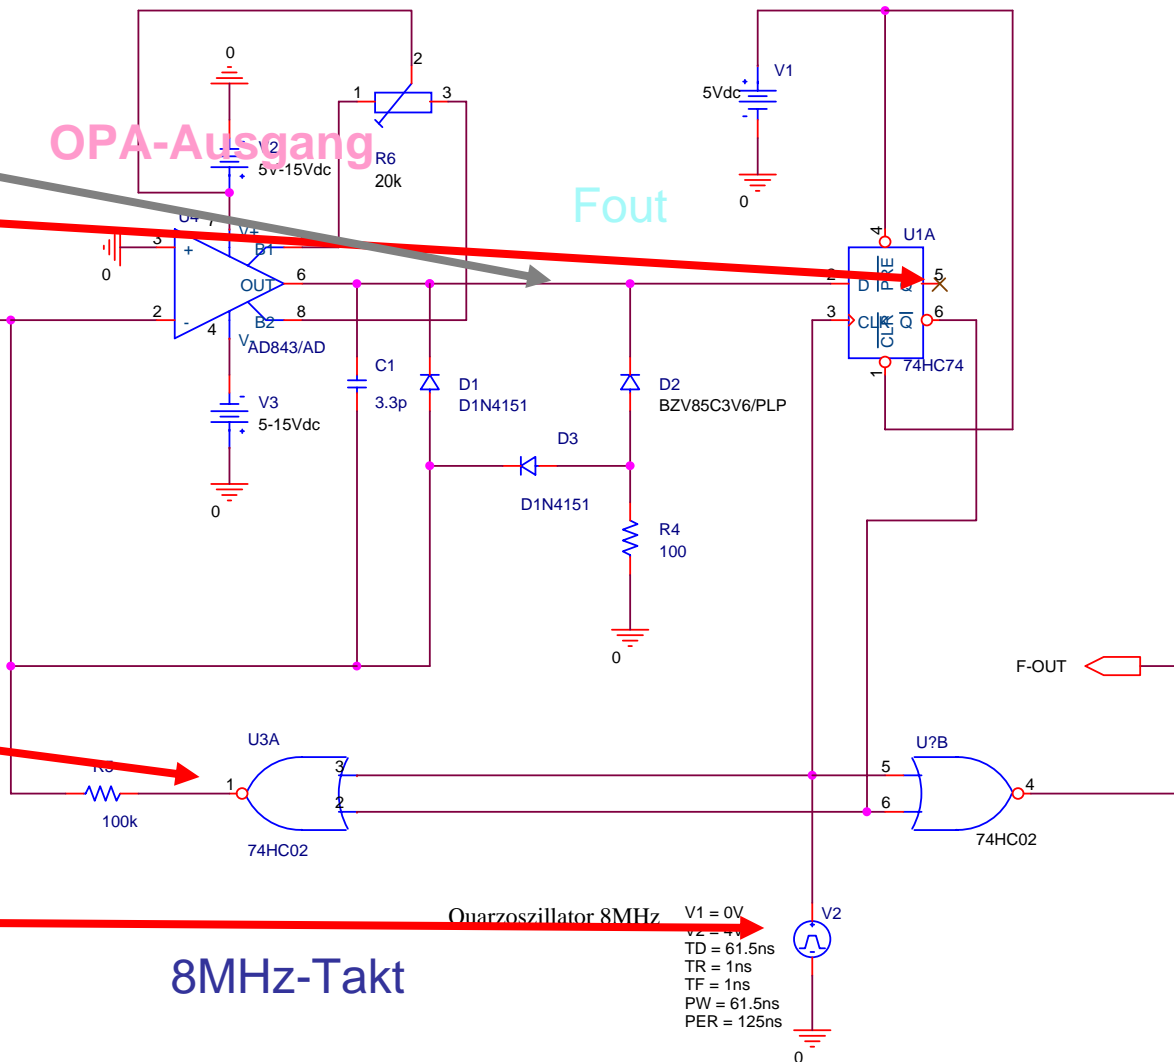 2
0
V1
5Vdc
1
3
OPA-Ausgang
V2
5V-15Vdc
R6
20k
0
Fout
U4
7
V+
4
U1A
3
+
B1
0
OUT
6
2
D
PRE
Q
5
2
-
B2
8
3
CLK
CLR
Q
6
4
V-
AD843/AD
1
74HC74
C1
3.3p
D1
D1N4151
D2
BZV85C3V6/PLP
V3
5-15Vdc
D3
0
D1N4151
R4
100
0
F-OUT
U3A
U?B
3
5
1
2
6
4
100k
74HC02
74HC02
Quarzoszillator 8MHz
V1 = 0V
V2 = 4V
TD = 61.5ns
TR = 1ns
TF = 1ns
PW = 61.5ns
PER = 125ns
V2
8MHz-Takt
0